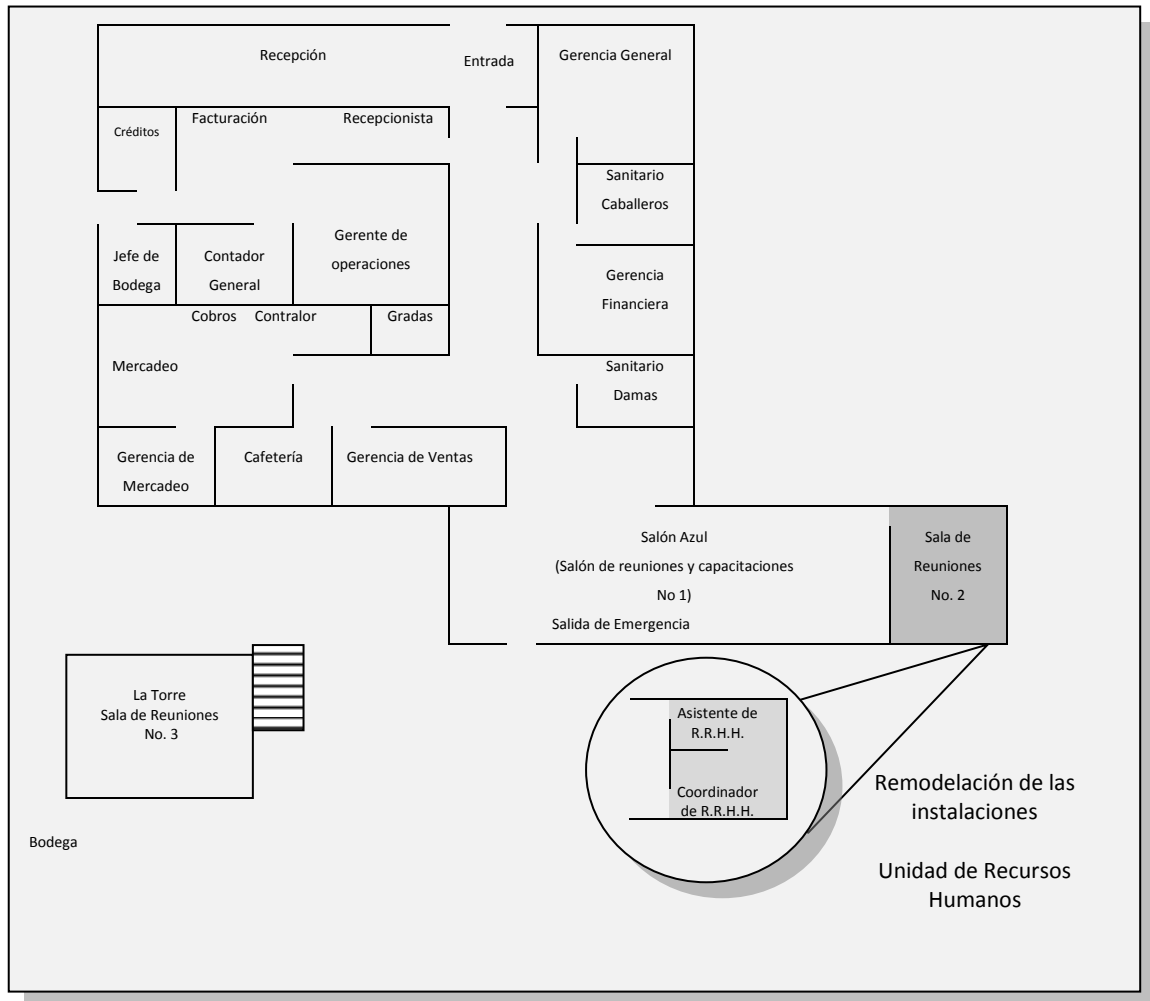 Recepción
Entrada
Gerencia General
Créditos
Facturación
Recepcionista
Sanitario
Caballeros
Jefe de
Bodega
Contador
General
Gerente de
operaciones
Gerencia
Financiera
Cobros
Contralor
Gradas
Mercadeo
Sanitario
Damas
Gerencia de
Mercadeo
Cafetería
Gerencia de Ventas
Salón Azul
(Salón de reuniones y capacitaciones
No 1)
Salida de Emergencia
Sala de
Reuniones
No. 2
La Torre
Sala de Reuniones
No. 3
Asistente de
R.R.H.H.
Coordinador
de R.R.H.H.
Remodelación de las
instalaciones
Unidad de Recursos
Humanos
Bodega